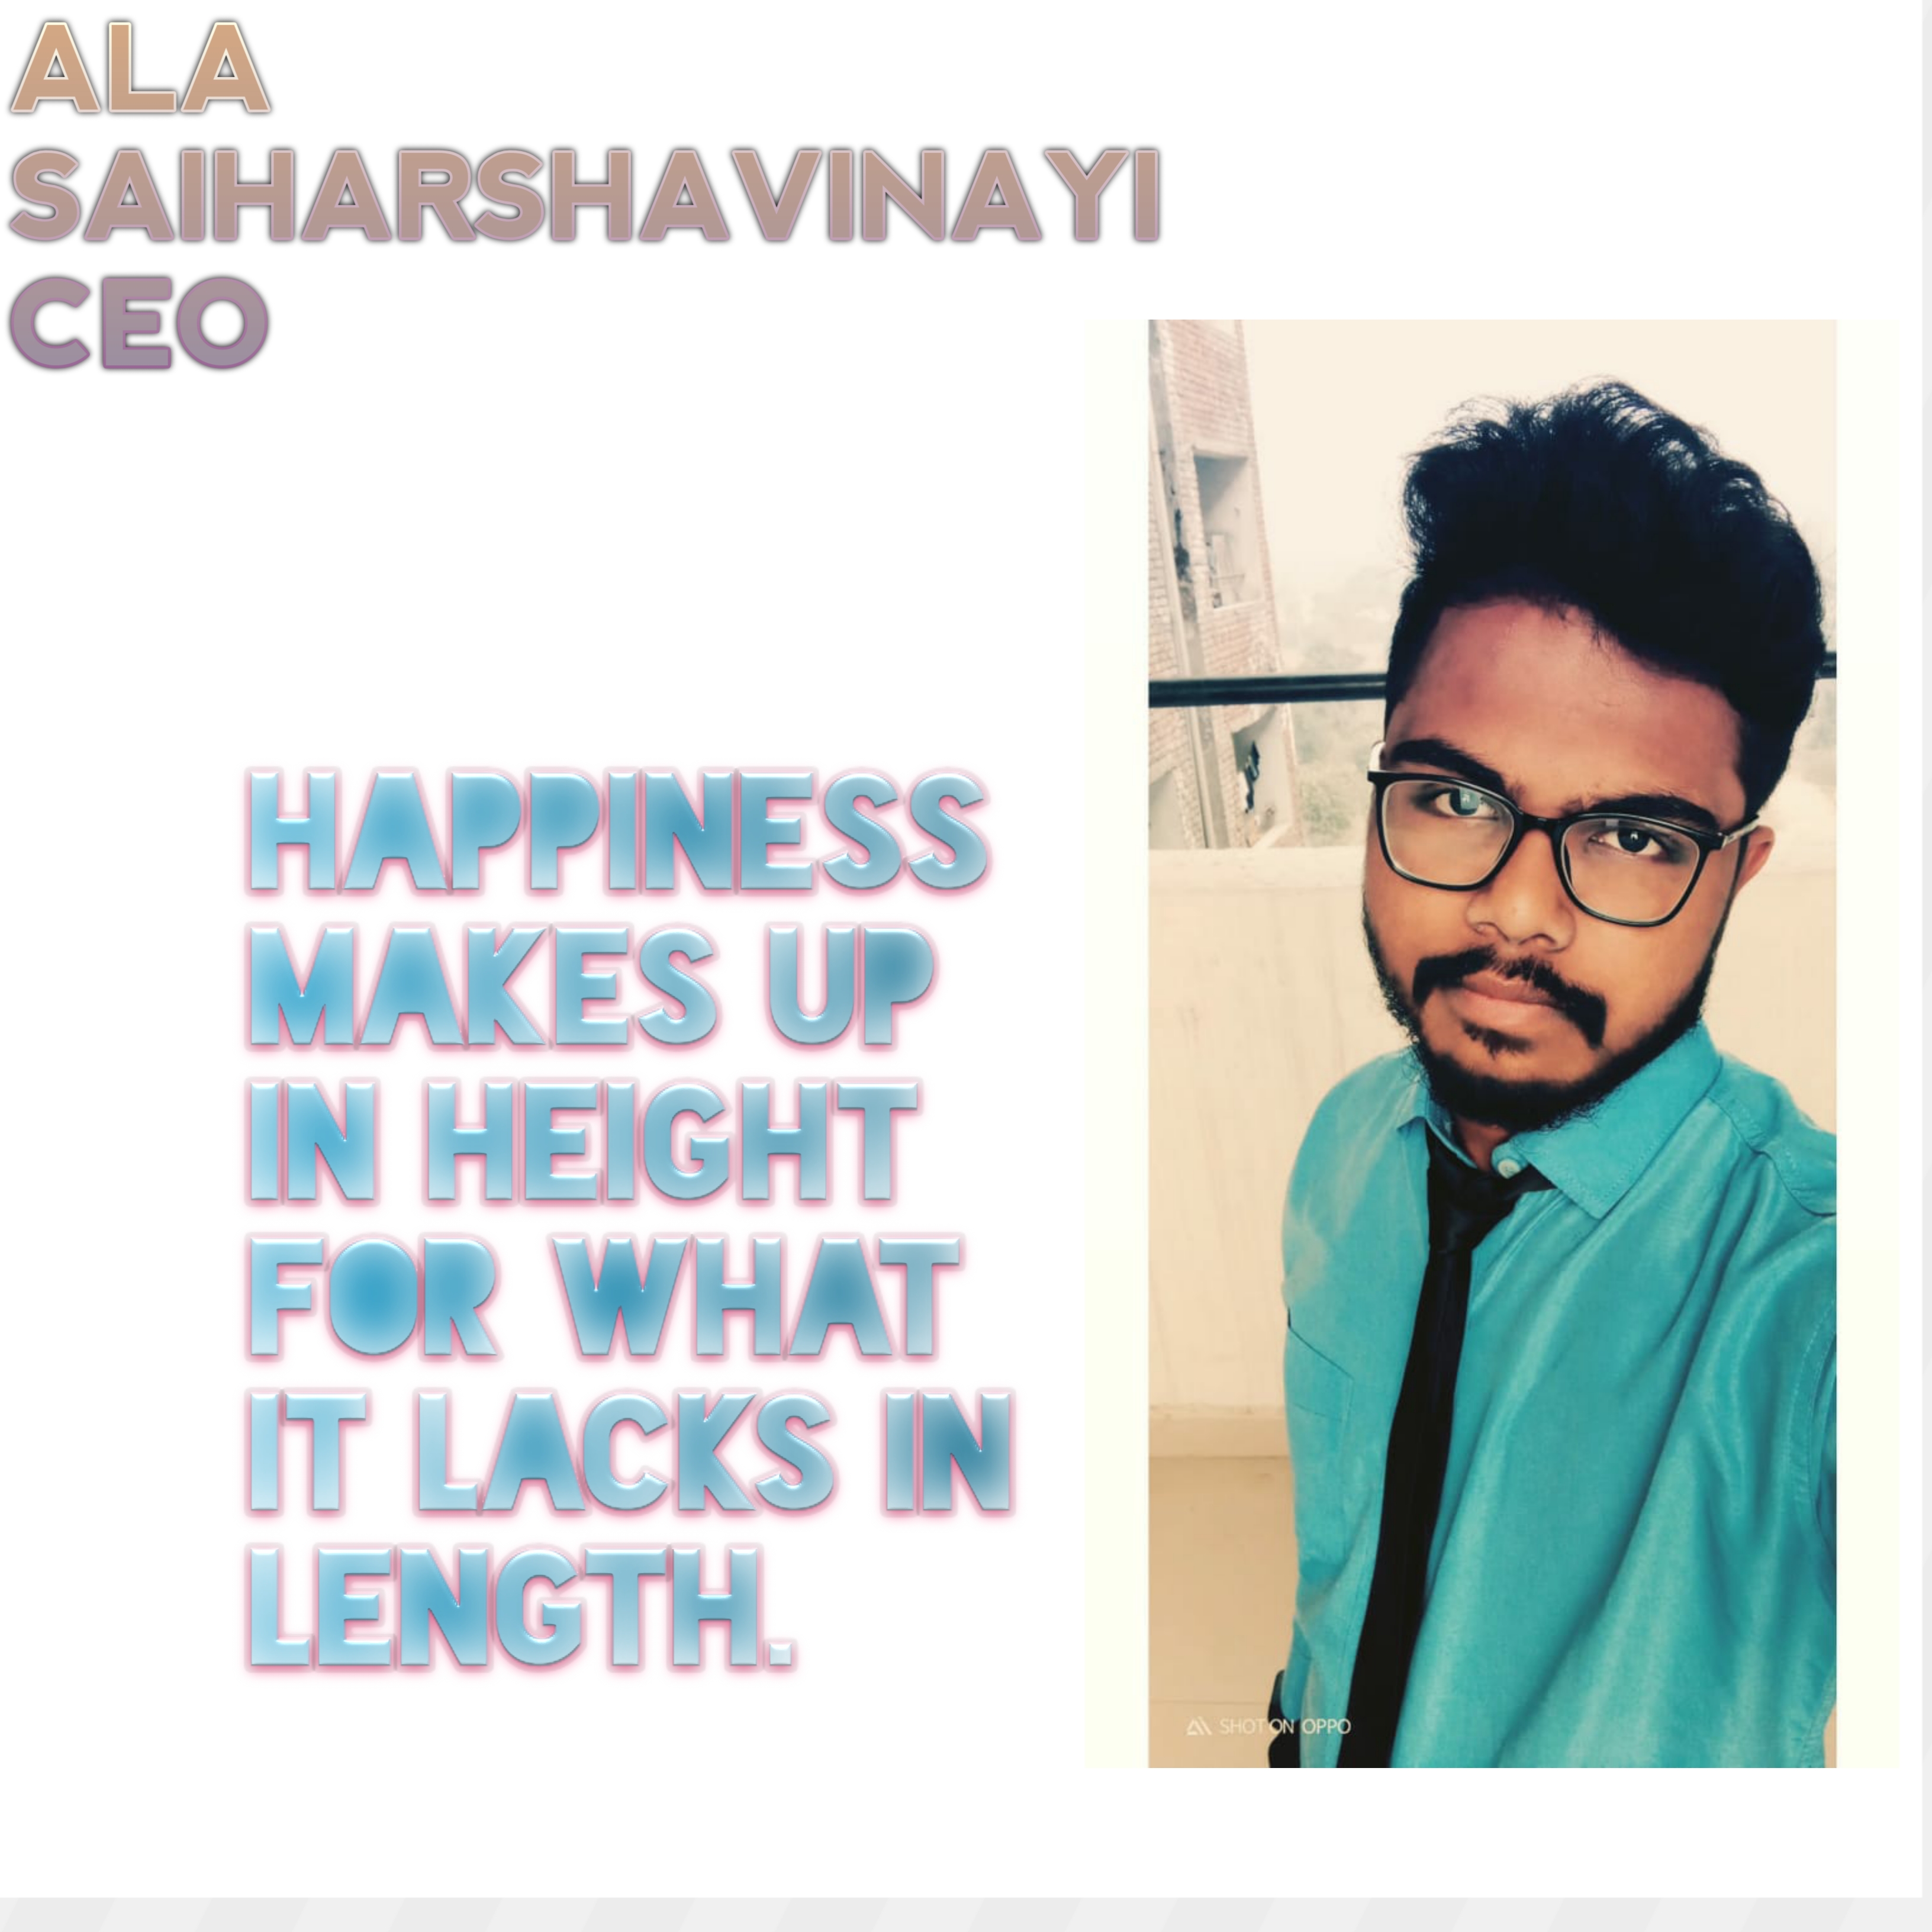 ALA
SAIHARSHAVINAYI
CEO
HAPPINESS
MAKES UP
IN HEIGHT
FOR WHAT
IT LACKS IN
LENGTH.
SHOT ON OPPO